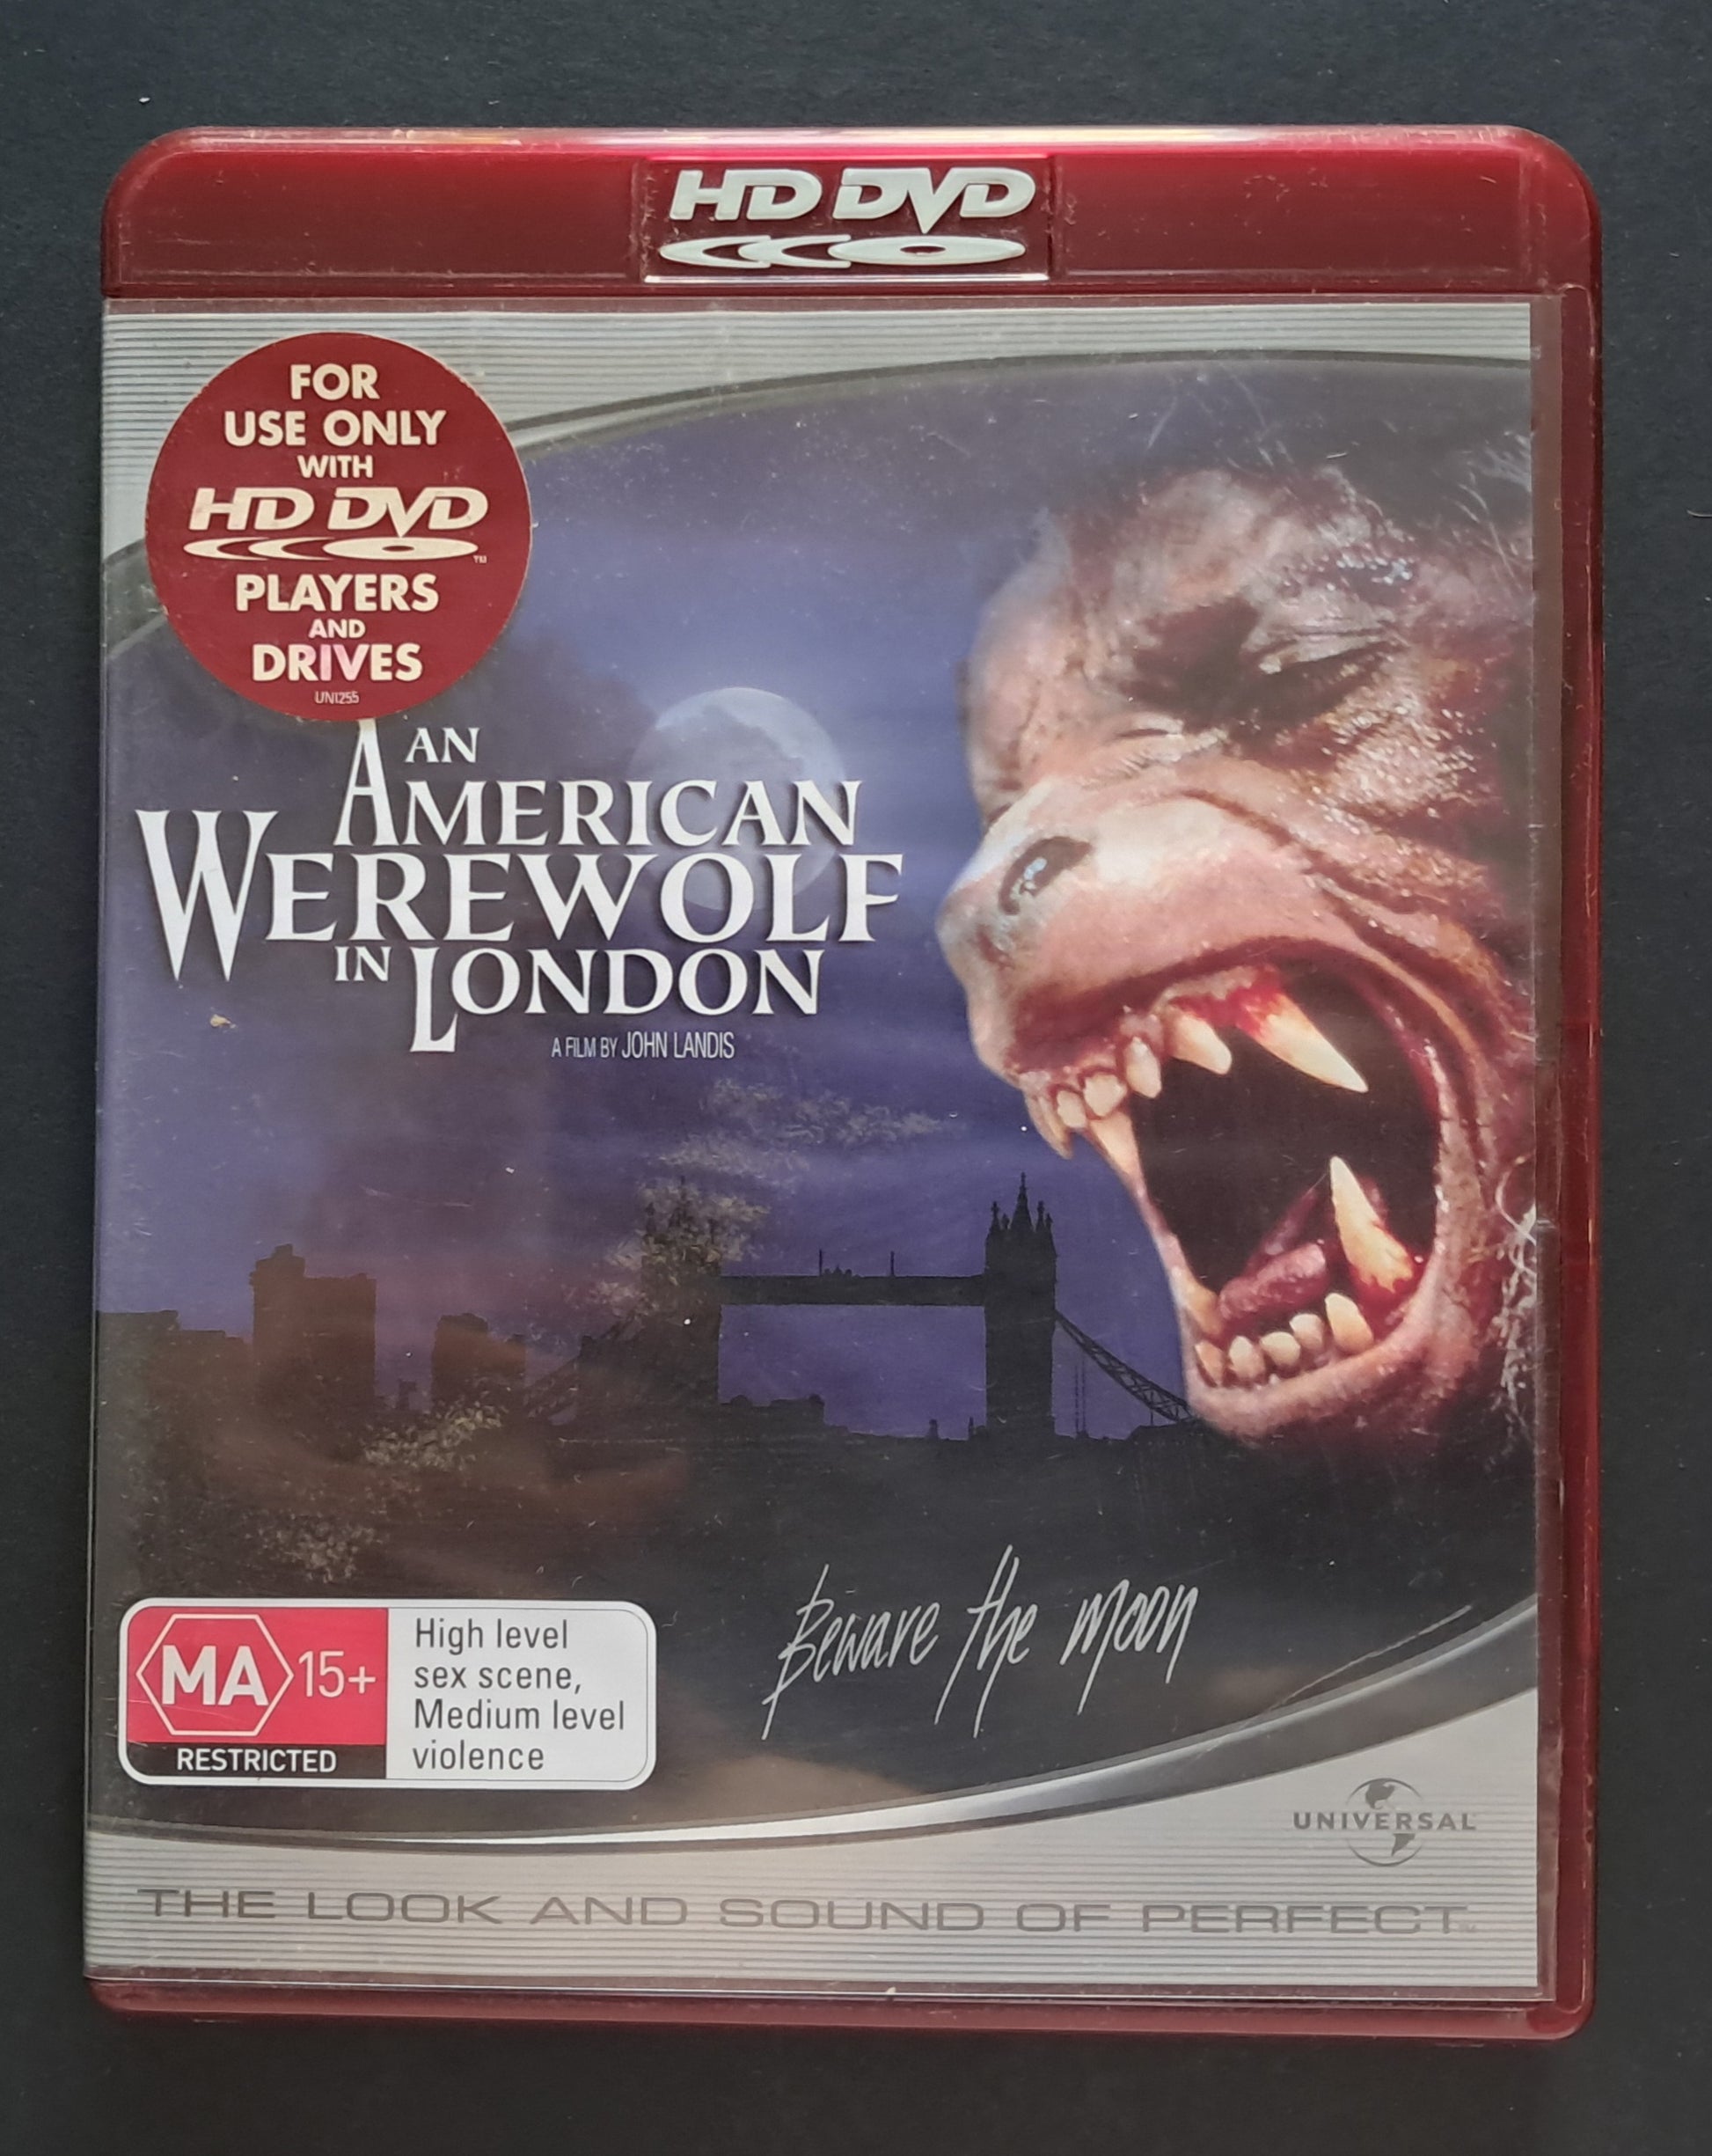 HD DVD
FOR
USE ONLY
WITH
HD DVD
™
PLAYERS
AND
DRIVES
UNI255
AN
AMERICAN
WEREWOLF
IN LONDON
A FILM BY JOHN LANDIS
Beware the moon
MA 15+
RESTRICTED
High level
sex scene,
Medium level
violence
UNIVERSAL
THE LOOK AND SOUND OF PERFECT™